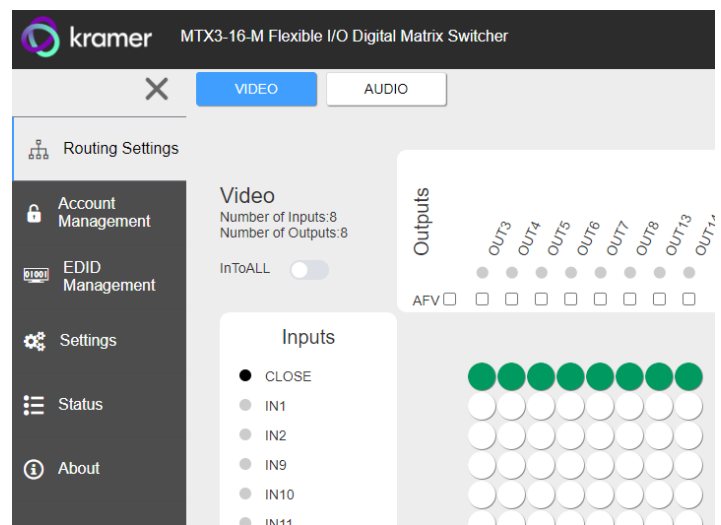 kramer MTX3-16-M Flexible I/O Digital Matrix Switcher
VIDEO AUDIO
Routing Settings
Account
Management
EDID
Management
Settings
Status
About
Video
Number of Inputs:8
Number of Outputs:8
InToALL
Outputs
OUT3 OUT4 OUT5 OUT6 OUT7 OUT8 OUT13 OUT14
AFV
Inputs
CLOSE
IN1
IN2
IN9
IN10
IN11